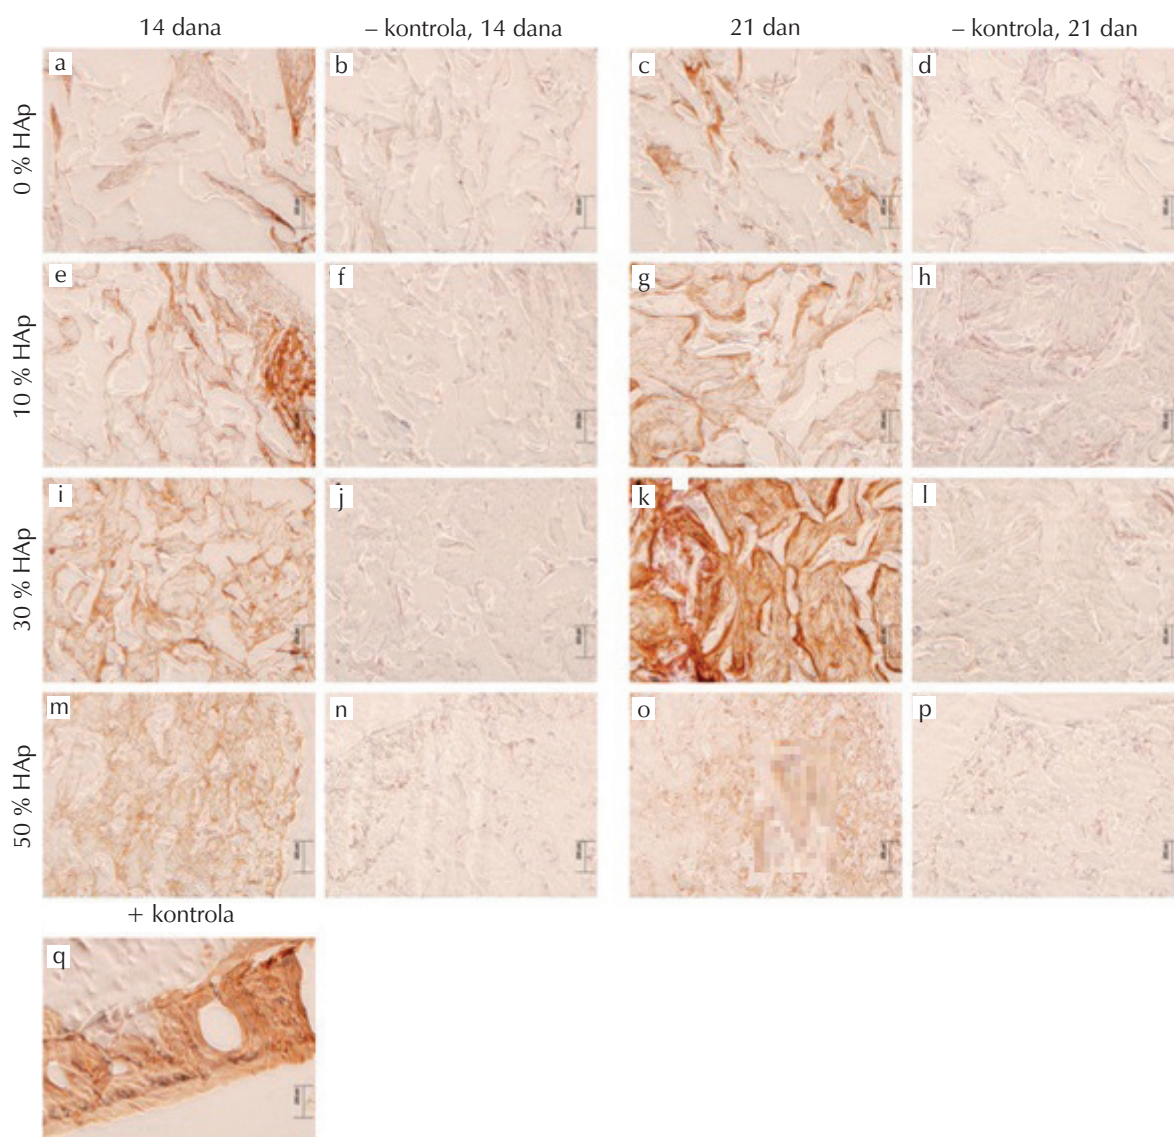 14 dana
– kontrola, 14 dana
21 dan
– kontrola, 21 dan
0 % HAp
a
b
c
d
10 % HAp
e
f
g
h
30 % HAp
i
j
k
l
50 % HAp
m
n
o
p
+ kontrola
q